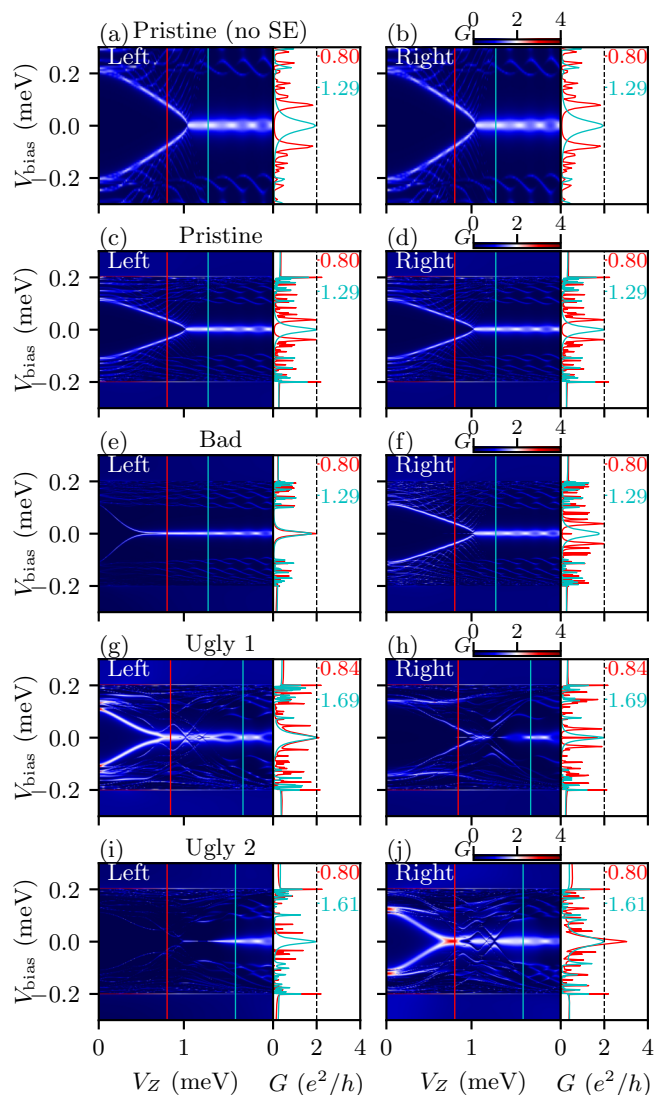 (a) Pristine (no SE) (b) G 0 2 4
Left 0.80 Right 0.80
1.29 1.29
V_bias (meV) 0.2 0.0 −0.2
(c) Pristine (d) G 0 2 4
Left 0.80 Right 0.80
1.29 1.29
V_bias (meV) 0.2 0.0 −0.2
(e) Bad (f) G 0 2 4
Left 0.80 Right 0.80
1.29 1.29
V_bias (meV) 0.2 0.0 −0.2
(g) Ugly 1 (h) G 0 2 4
Left 0.84 Right 0.84
1.69 1.69
V_bias (meV) 0.2 0.0 −0.2
(i) Ugly 2 (j) G 0 2 4
Left 0.80 Right 0.80
1.61 1.61
V_bias (meV) 0.2 0.0 −0.2
0 1 0 2 4 0 1 0 2 4
V_Z (meV) G (e²/h) V_Z (meV) G (e²/h)